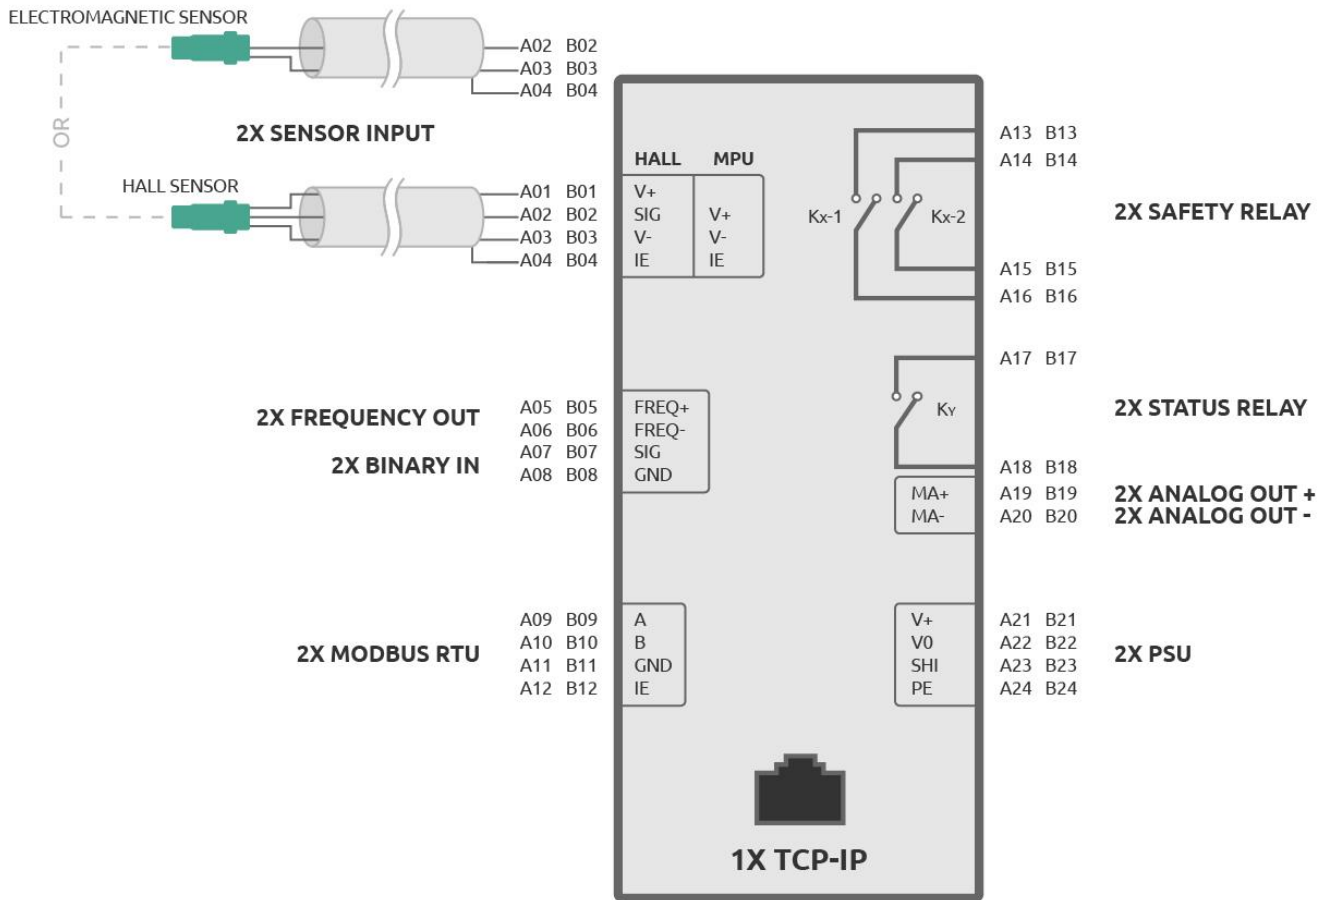 ELECTROMAGNETIC SENSOR
A02 B02
A03 B03
A04 B04
OR
2X SENSOR INPUT
HALL SENSOR
A01 B01
A02 B02
A03 B03
A04 B04
HALL MPU
V+
SIG V+
V- V-
IE IE
Kx-1 Kx-2
A13 B13
A14 B14
2X SAFETY RELAY
A15 B15
A16 B16
A17 B17
KY
2X STATUS RELAY
A18 B18
2X FREQUENCY OUT
2X BINARY IN
A05 B05 FREQ+
A06 B06 FREQ-
A07 B07 SIG
A08 B08 GND
MA+ A19 B19 2X ANALOG OUT +
MA- A20 B20 2X ANALOG OUT -
2X MODBUS RTU
A09 B09 A
A10 B10 B
A11 B11 GND
A12 B12 IE
V+ A21 B21
V0 A22 B22
SHI A23 B23
PE A24 B24
2X PSU
1X TCP-IP